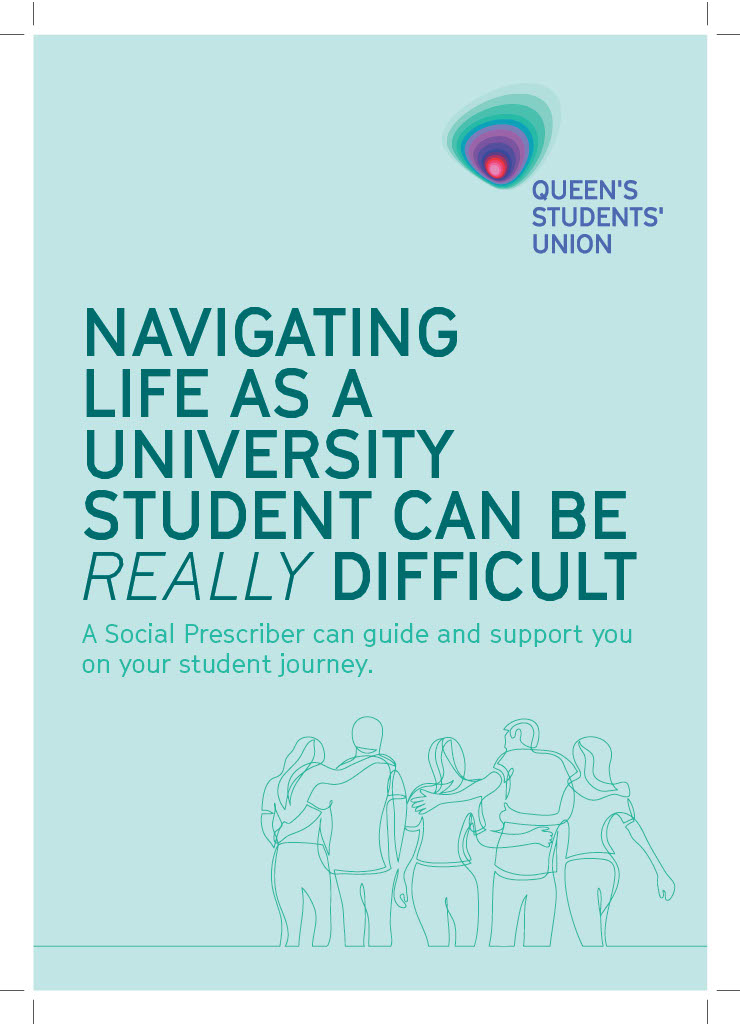 QUEEN'S
STUDENTS'
UNION
NAVIGATING
LIFE AS A
UNIVERSITY
STUDENT CAN BE
REALLY DIFFICULT
A Social Prescriber can guide and support you
on your student journey.